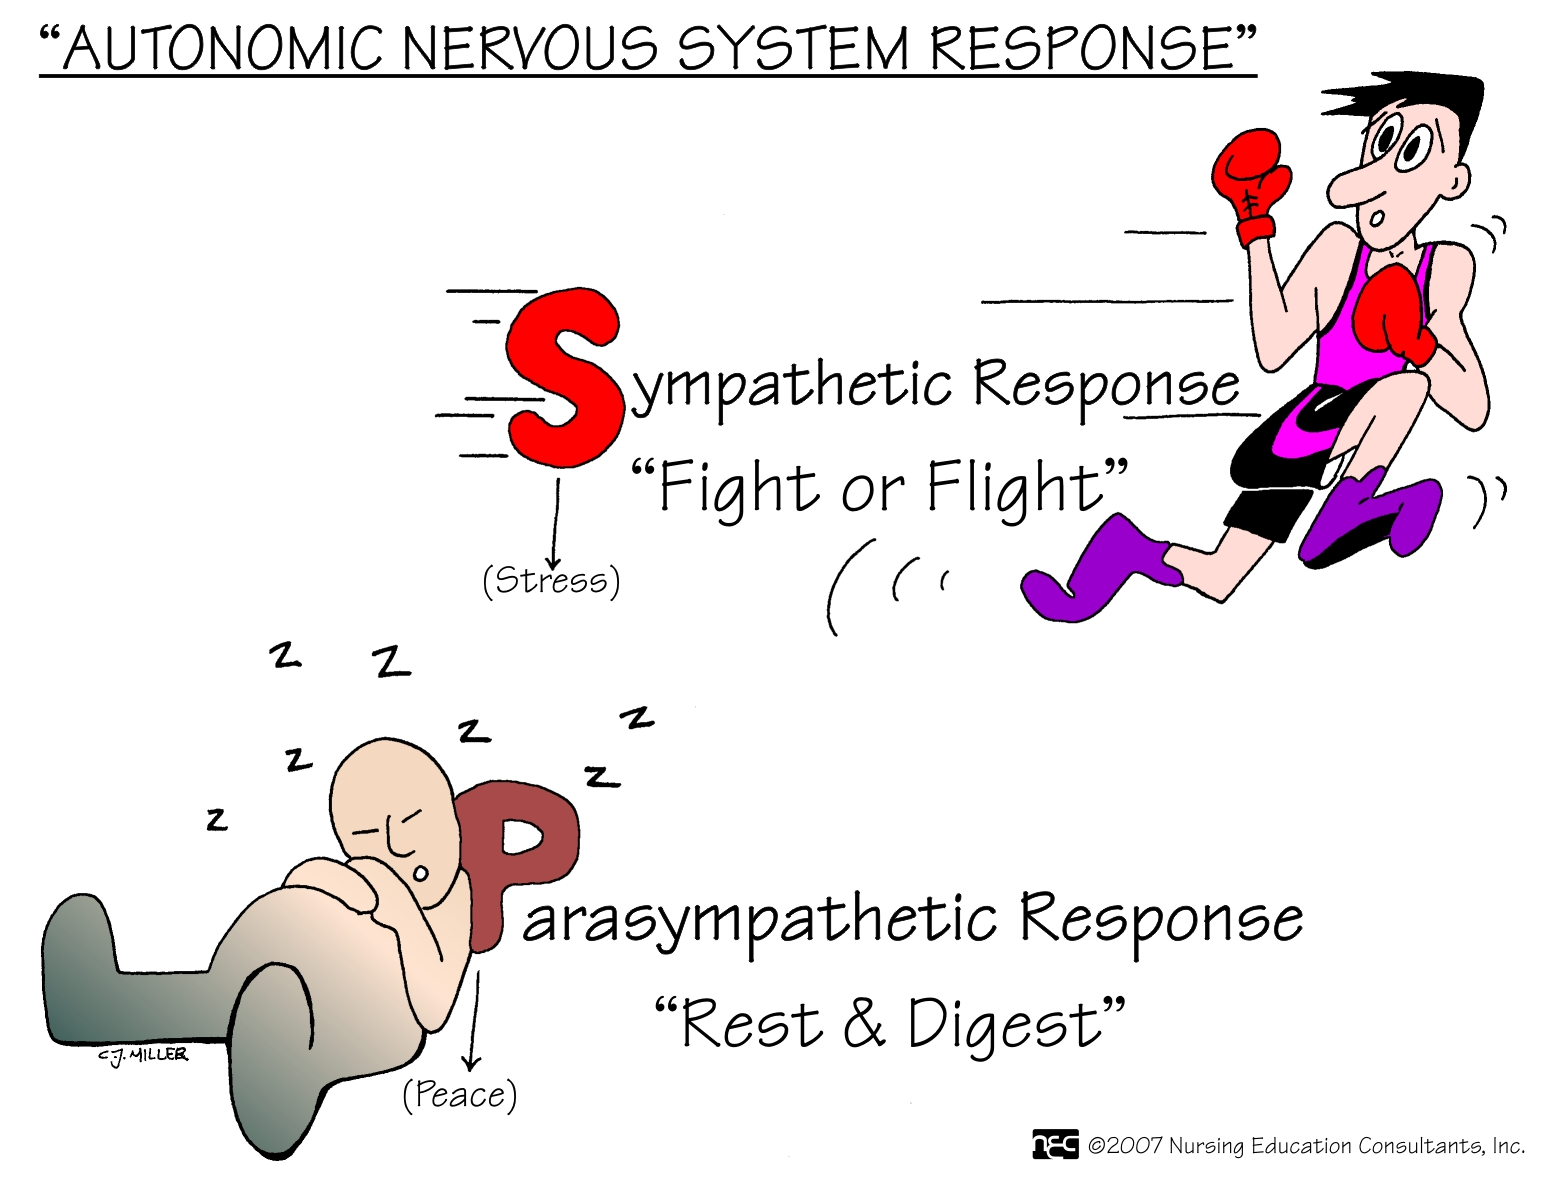 “AUTONOMIC NERVOUS SYSTEM RESPONSE”
Sympathetic Response
“Fight or Flight”
(Stress)
z z
z z
z z
z
Parasympathetic Response
“Rest & Digest”
C.J. MILLER
(Peace)
nec ©2007 Nursing Education Consultants, Inc.